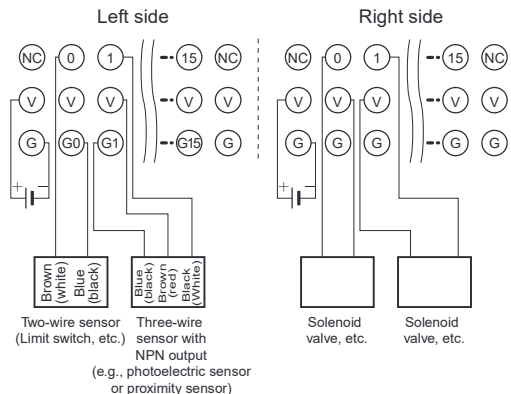 Left side
Right side
NC 0 1 15 NC
NC 0 1 15 NC
V V V V V
V V V V V
G G0 G1 G15 G
G G G G G
+ −
+ −
Brown (white)
Blue (black)
Blue (black)
Brown (red)
Black (White)
Two-wire sensor
(Limit switch, etc.)
Three-wire
sensor with
NPN output
(e.g., photoelectric sensor
or proximity sensor)
Solenoid
valve, etc.
Solenoid
valve, etc.